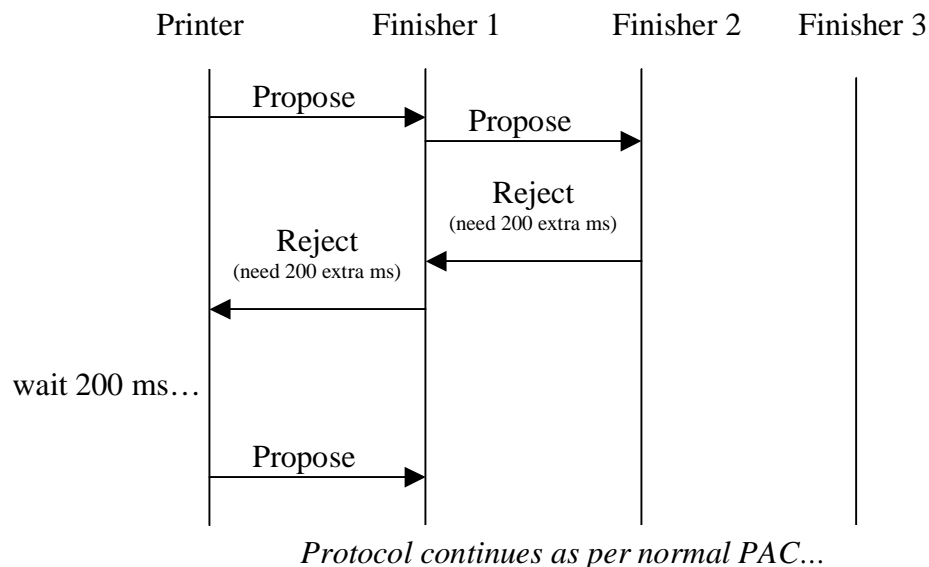 Printer Finisher 1 Finisher 2 Finisher 3
Propose
Propose
Reject
(need 200 extra ms)
Reject
(need 200 extra ms)
wait 200 ms…
Propose
Protocol continues as per normal PAC...